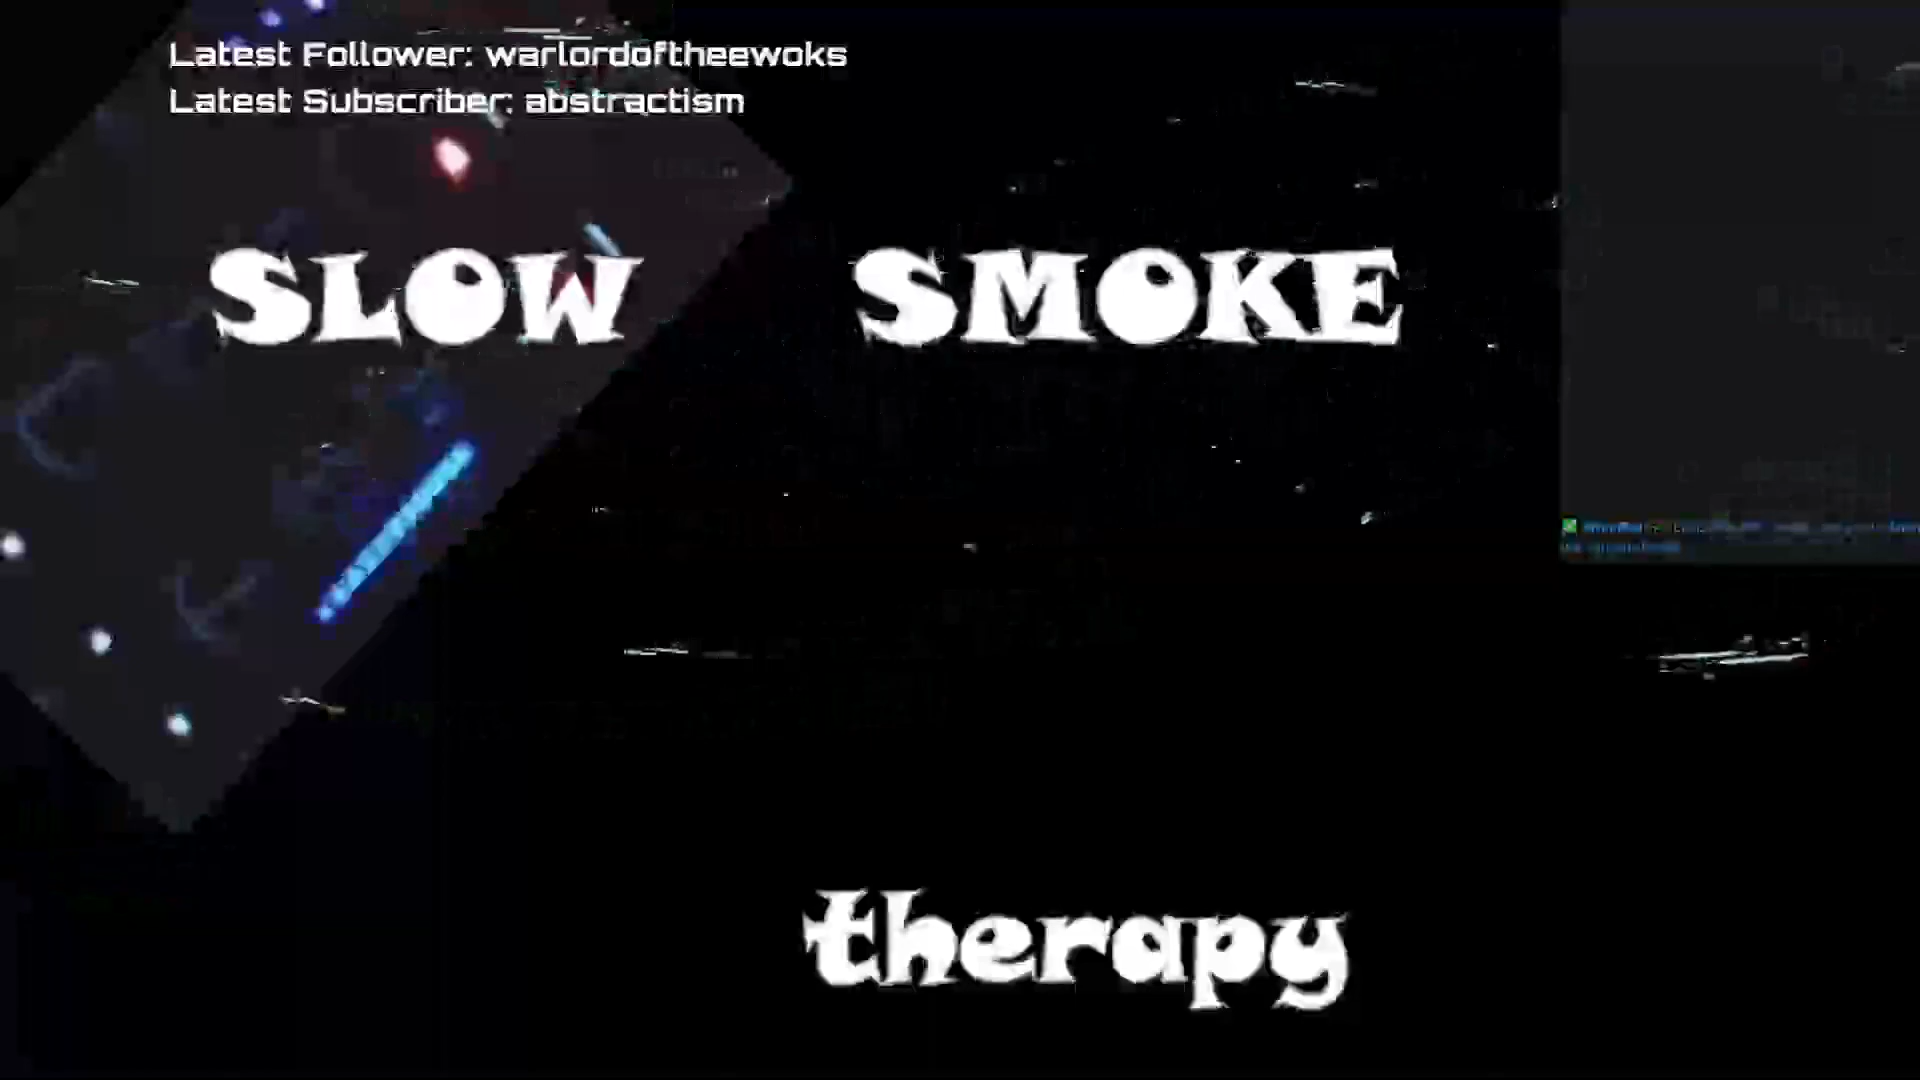 Latest Follower: warlordoftheewoks
Latest Subscriber: abstractism
SLOW SMOKE
therapy